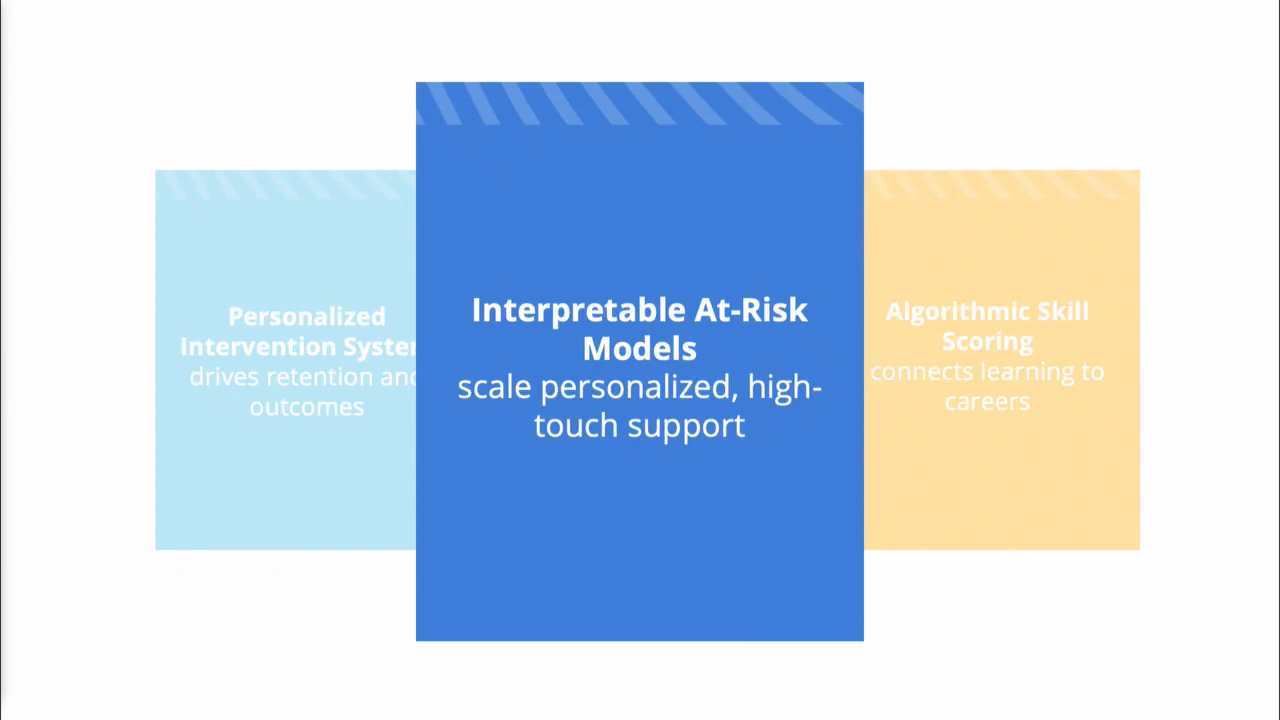 Personalized
Intervention System
drives retention and
outcomes
Interpretable At-Risk
Models
scale personalized, high-
touch support
Algorithmic Skill
Scoring
connects learning to
careers